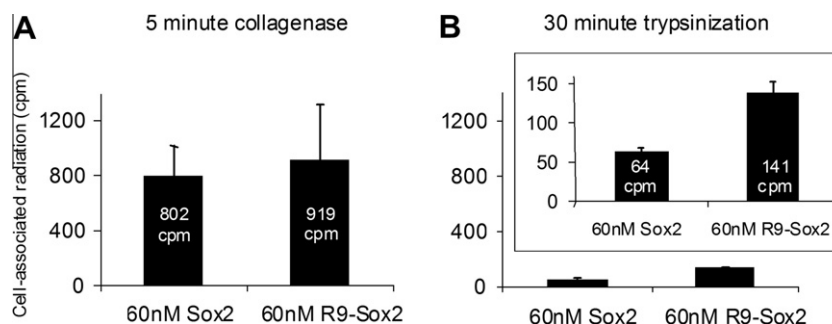 A
5 minute collagenase
Cell-associated radiation (cpm)
1200
800
400
0
802
cpm
919
cpm
60nM Sox2
60nM R9-Sox2
B
30 minute trypsinization
1200
800
400
0
150
100
50
0
64
cpm
141
cpm
60nM Sox2
60nM R9-Sox2
60nM Sox2
60nM R9-Sox2